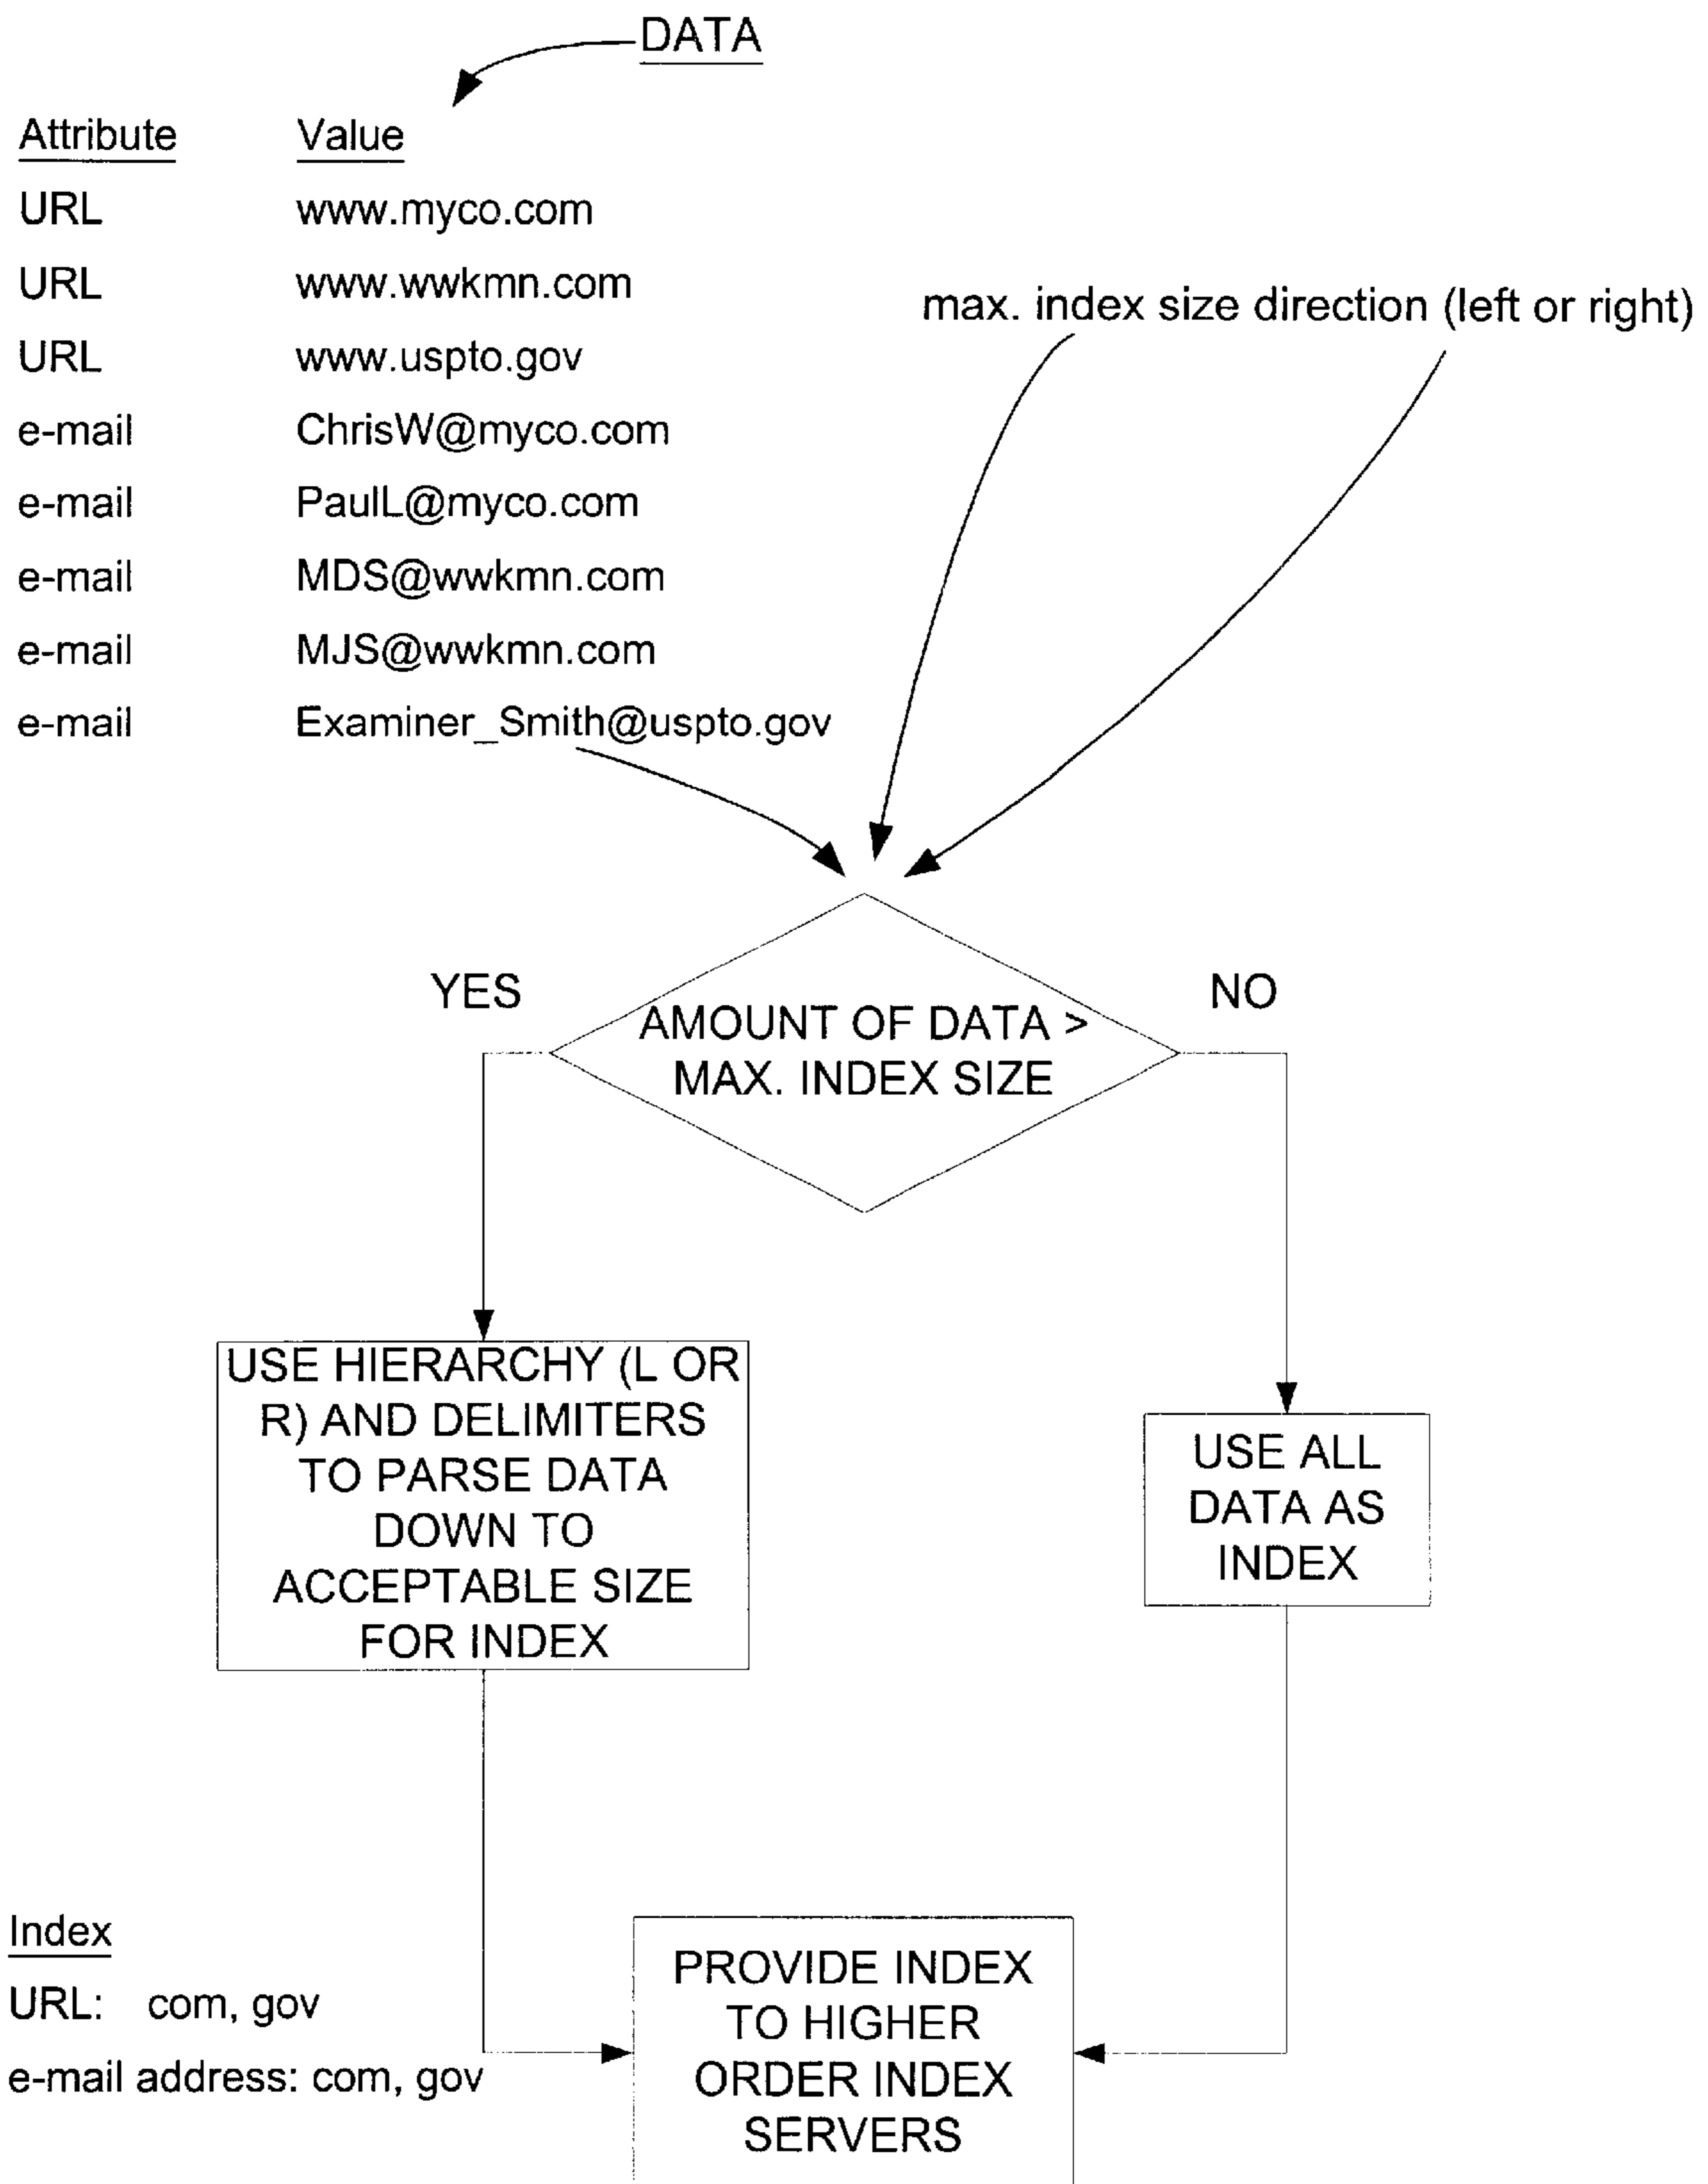 DATA
Attribute Value
URL www.myco.com
URL www.wwkmn.com
URL www.uspto.gov
e-mail ChrisW@myco.com
e-mail PaulL@myco.com
e-mail MDS@wwkmn.com
e-mail MJS@wwkmn.com
e-mail Examiner_Smith@uspto.gov
max. index size direction (left or right)
YES
NO
AMOUNT OF DATA >
MAX. INDEX SIZE
USE HIERARCHY (L OR
R) AND DELIMITERS
TO PARSE DATA
DOWN TO
ACCEPTABLE SIZE
FOR INDEX
USE ALL
DATA AS
INDEX
Index
URL: com, gov
e-mail address: com, gov
PROVIDE INDEX
TO HIGHER
ORDER INDEX
SERVERS